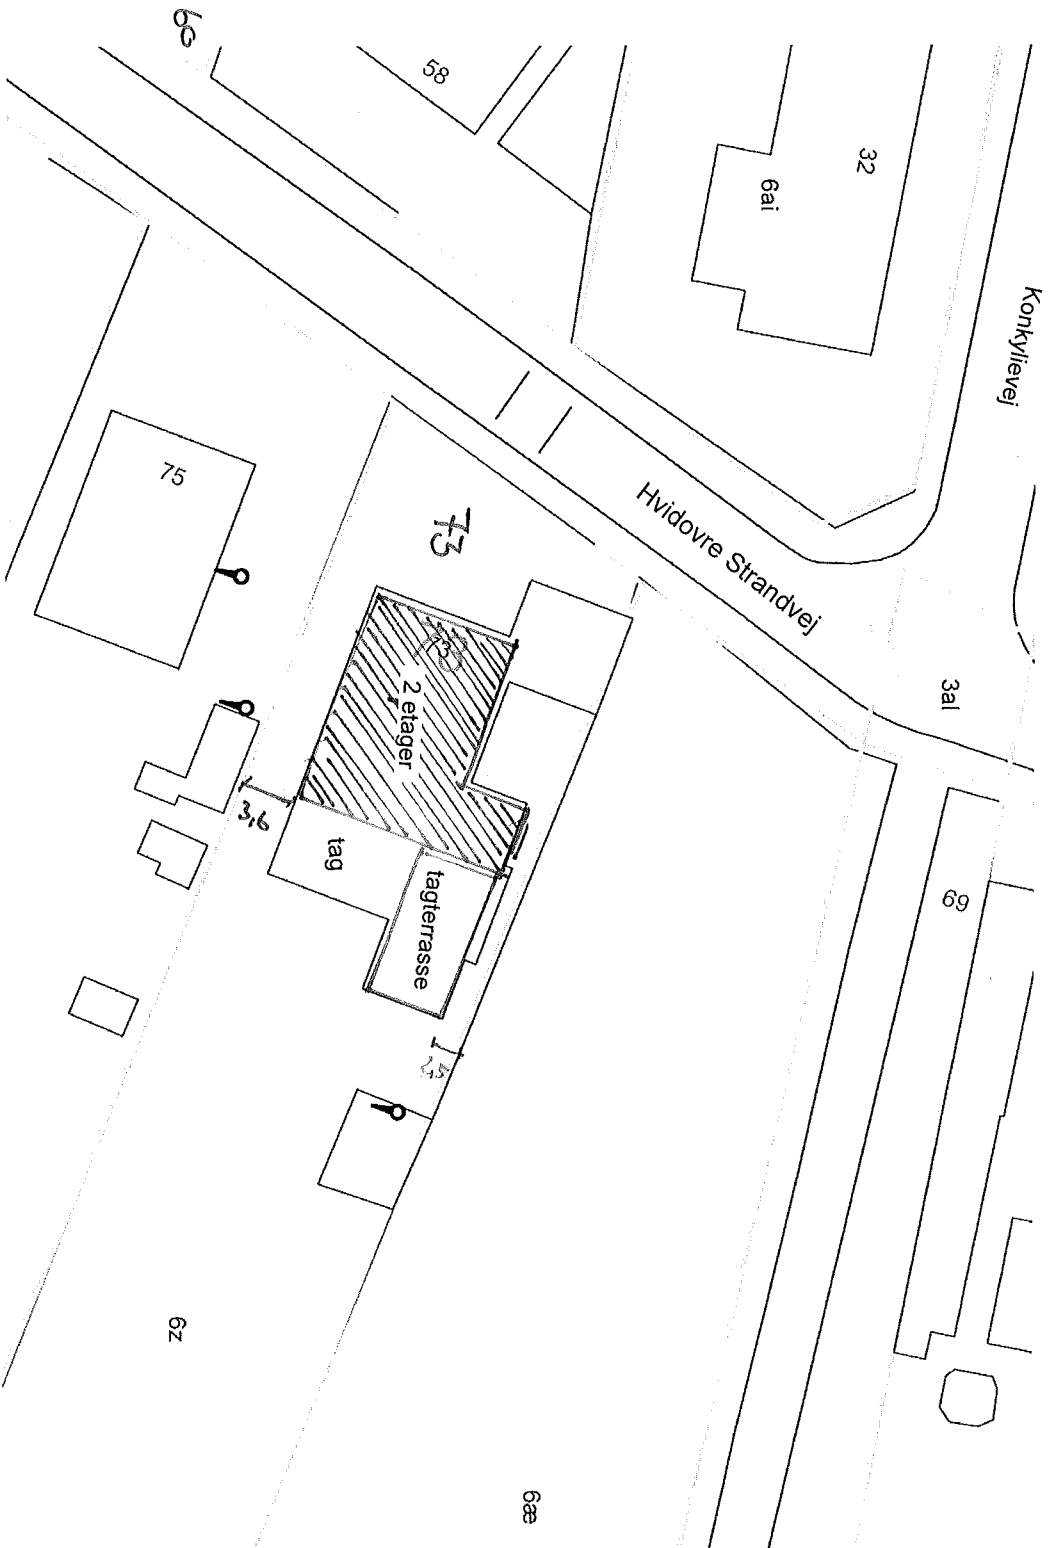 60
58
32
6ai
Konkylievej
Hvidovre Strandvej
3al
75
73
73
2 etager
tag
tagterrasse
3,6
69
6z
6æ